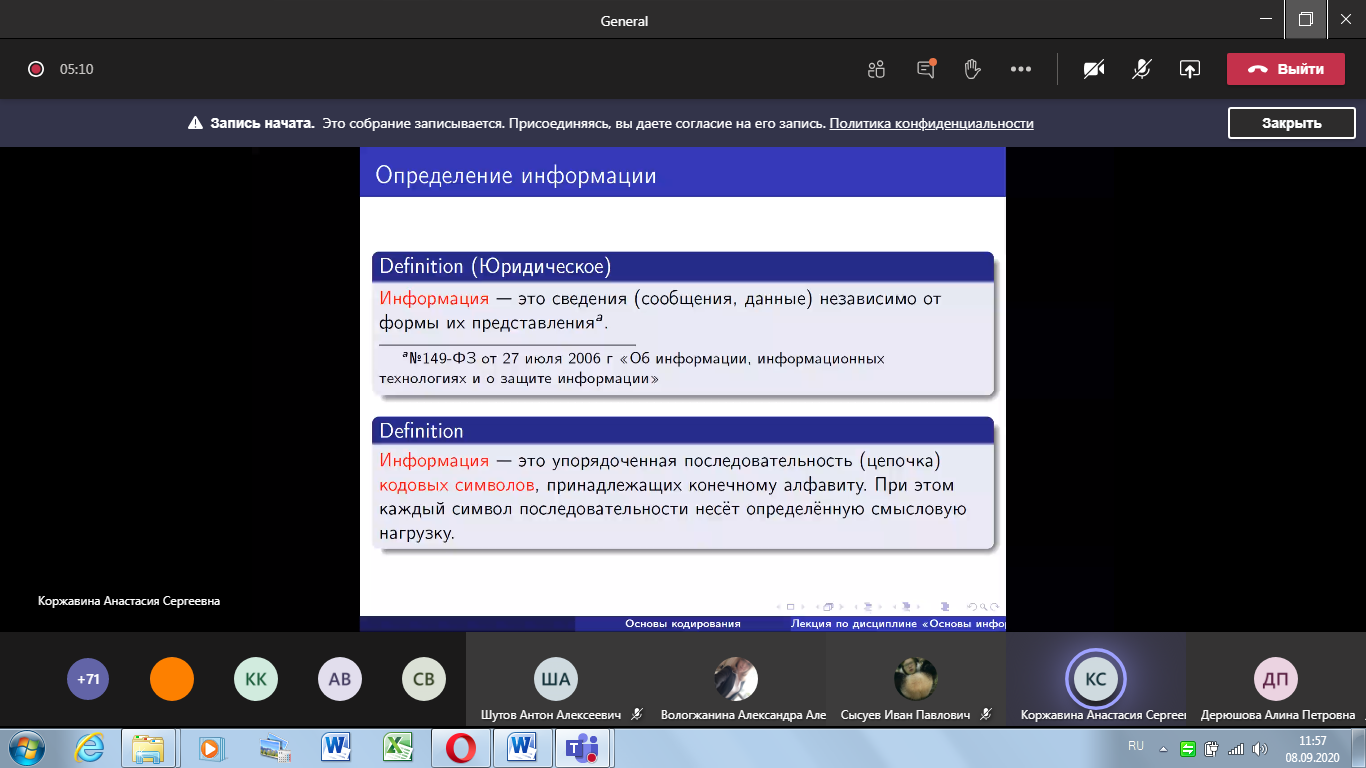 General
05:10
Выйти
Запись начата. Это собрание записывается. Присоединяясь, вы даете согласие на его запись. Политика конфиденциальности
Закрыть
Определение информации
Definition (Юридическое)
Информация — это сведения (сообщения, данные) независимо от
формы их представленияᵃ.
ᵃ№149-ФЗ от 27 июля 2006 г «Об информации, информационных
технологиях и о защите информации»
Definition
Информация — это упорядоченная последовательность (цепочка)
кодовых символов, принадлежащих конечному алфавиту. При этом
каждый символ последовательности несёт определённую смысловую
нагрузку.
Коржавина Анастасия Сергеевна
Основы кодирования
Лекция по дисциплине «Основы инфор
+71
КК
АВ
СВ
ША
КС
ДП
Шутов Антон Алексеевич
Вологжанина Александра Але
Сысуев Иван Павлович
Коржавина Анастасия Сергеев
Дерюшова Алина Петровна
RU
11:57
08.09.2020